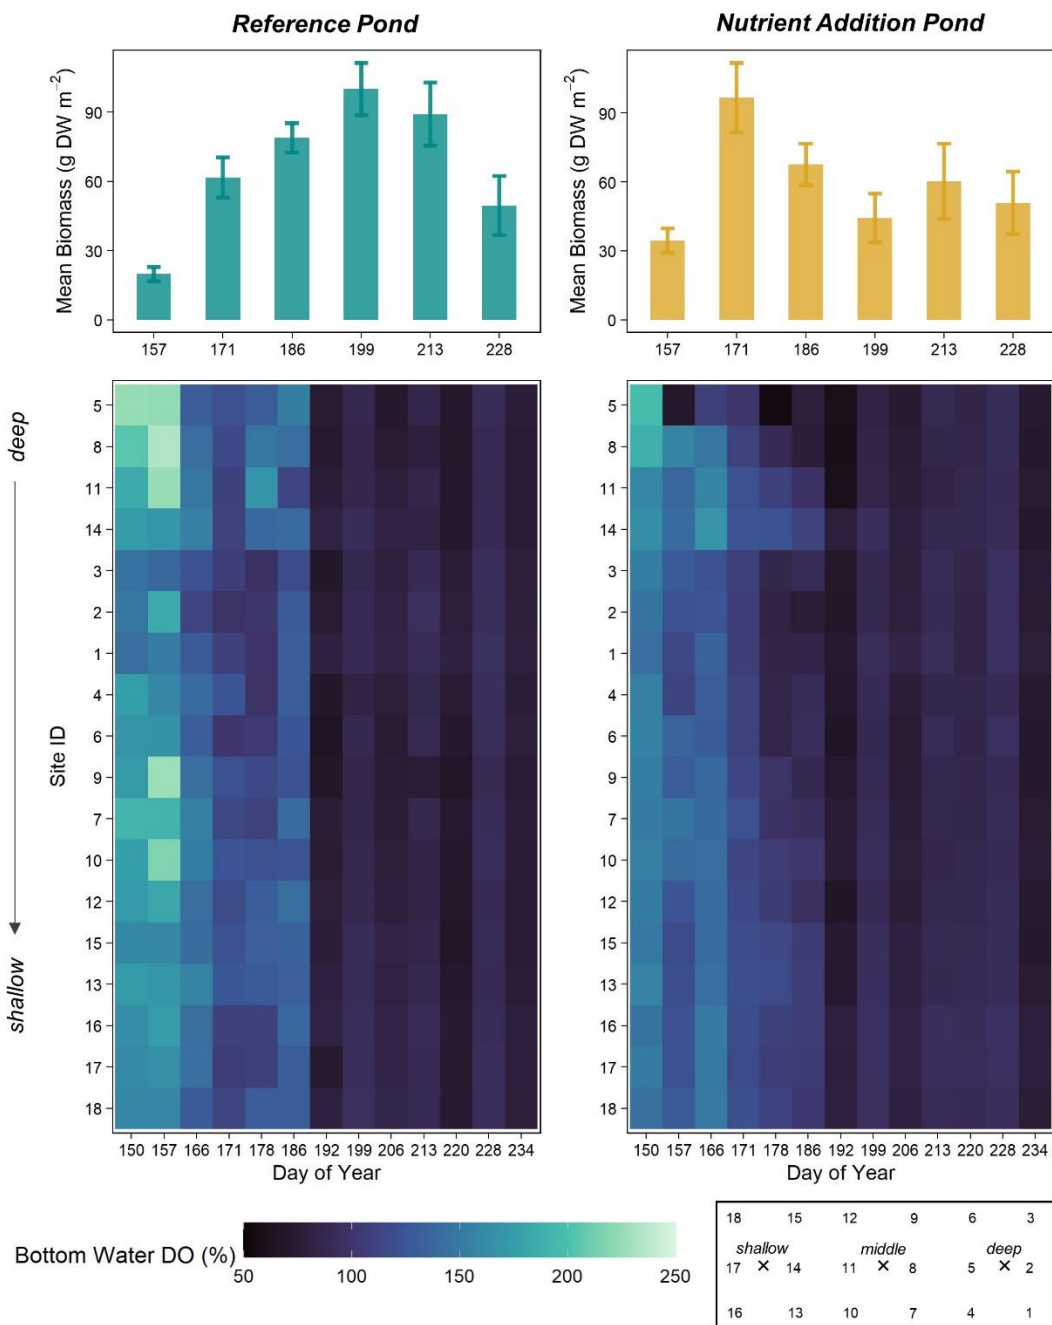 Reference Pond
Nutrient Addition Pond
Mean Biomass (g DW m⁻²)
90
60
30
0
157 171 186 199 213 228
Mean Biomass (g DW m⁻²)
90
60
30
0
157 171 186 199 213 228
deep
shallow
Site ID
5
8
11
14
3
2
1
4
6
9
7
10
12
15
13
16
17
18
150 157 166 171 178 186 192 199 206 213 220 228 234
Day of Year
5
8
11
14
3
2
1
4
6
9
7
10
12
15
13
16
17
18
150 157 166 171 178 186 192 199 206 213 220 228 234
Day of Year
Bottom Water DO (%)
50 100 150 200 250
18 15 12 9 6 3
shallow middle deep
17 × 14 11 × 8 5 × 2
16 13 10 7 4 1